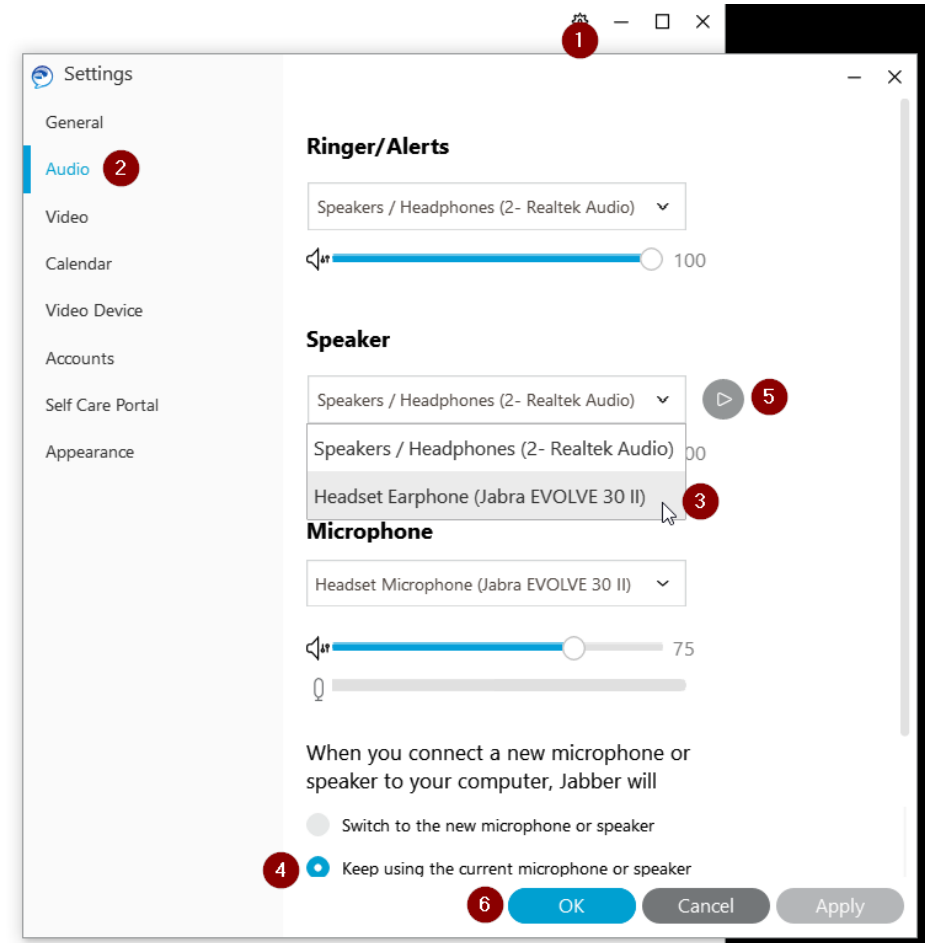 1
Settings
General
Audio 2
Video
Calendar
Video Device
Accounts
Self Care Portal
Appearance
Ringer/Alerts
Speakers / Headphones (2- Realtek Audio)
100
Speaker
Speakers / Headphones (2- Realtek Audio) 5
Speakers / Headphones (2- Realtek Audio) 00
Headset Earphone (Jabra EVOLVE 30 II) 3
Microphone
Headset Microphone (Jabra EVOLVE 30 II)
75
When you connect a new microphone or
speaker to your computer, Jabber will
Switch to the new microphone or speaker
4 Keep using the current microphone or speaker
6 OK Cancel Apply